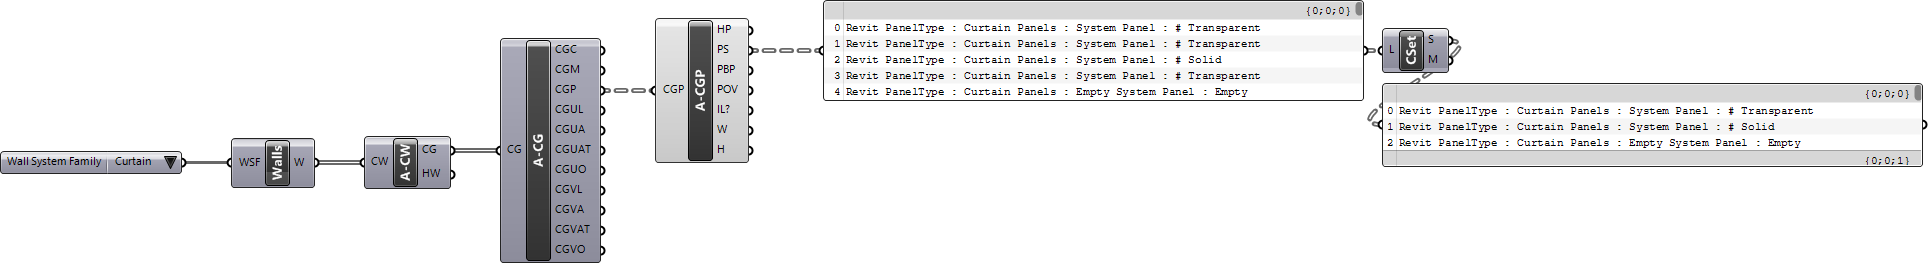 Wall System Family Curtain
WSF Walls W
CW A-CW CG
HW
CG A-CG CGC
CGM
CGP
CGUL
CGUA
CGUAT
CGUO
CGVL
CGVA
CGVAT
CGVO
CGP A-CGP HP
PS
PBP
POV
IL?
W
H
{0;0;0}
0 Revit PanelType : Curtain Panels : System Panel : # Transparent
1 Revit PanelType : Curtain Panels : System Panel : # Transparent
2 Revit PanelType : Curtain Panels : System Panel : # Solid
3 Revit PanelType : Curtain Panels : System Panel : # Transparent
4 Revit PanelType : Curtain Panels : Empty System Panel : Empty
L CSet S
M
{0;0;0}
0 Revit PanelType : Curtain Panels : System Panel : # Transparent
1 Revit PanelType : Curtain Panels : System Panel : # Solid
2 Revit PanelType : Curtain Panels : Empty System Panel : Empty
{0;0;1}